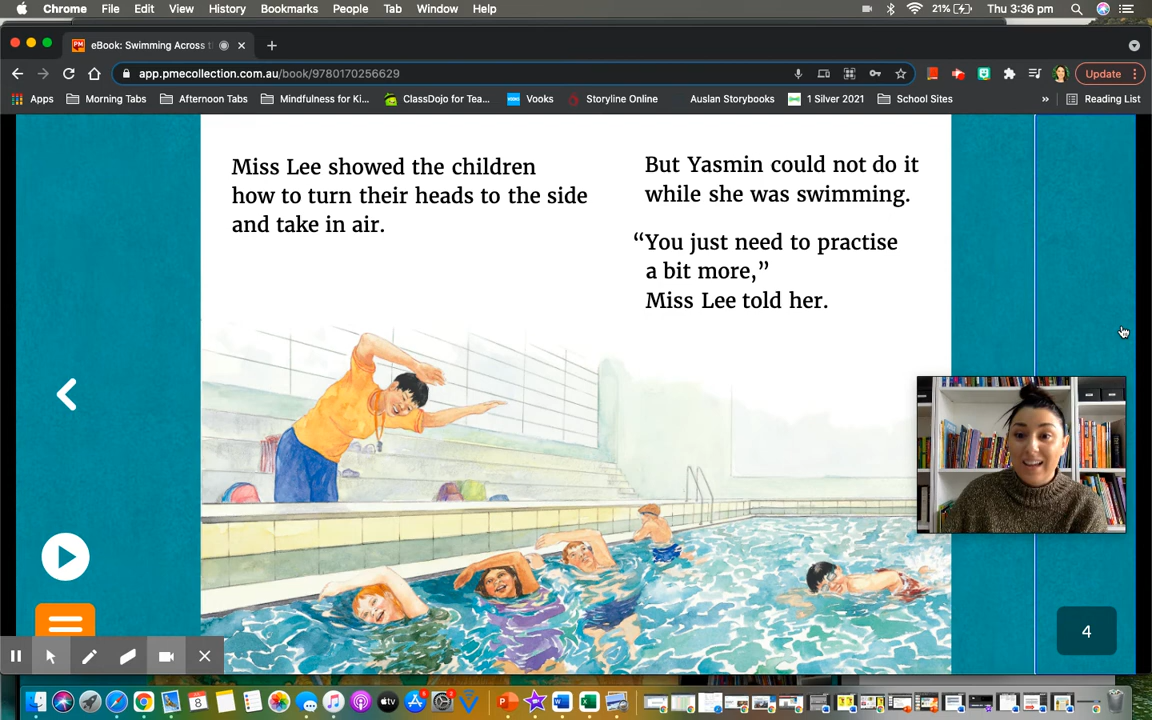 Chrome File Edit View History Bookmarks People Tab Window Help 21% Thu 3:36 pm
eBook: Swimming Across t
app.pmecollection.com.au/book/9780170256629 Update
Apps Morning Tabs Afternoon Tabs Mindfulness for Ki... ClassDojo for Tea... Vooks Storyline Online Auslan Storybooks 1 Silver 2021 School Sites » Reading List
Miss Lee showed the children
how to turn their heads to the side
and take in air.
But Yasmin could not do it
while she was swimming.
“You just need to practise
a bit more,”
Miss Lee told her.
4